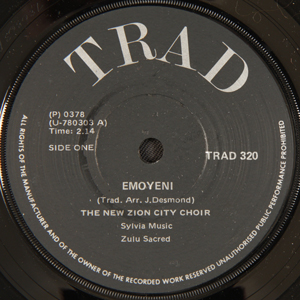 TRAD
(P) 0378
(U-780303 A)
Time: 2.14
SIDE ONE
TRAD 320
EMOYENI
(Trad. Arr. J.Desmond)
THE NEW ZION CITY CHOIR
Sylvia Music
Zulu Sacred
ALL RIGHTS OF THE MANUFACTURER AND OF THE OWNER OF THE RECORDED WORK RESERVED UNAUTHORISED PUBLIC PERFORMANCE PROHIBITED